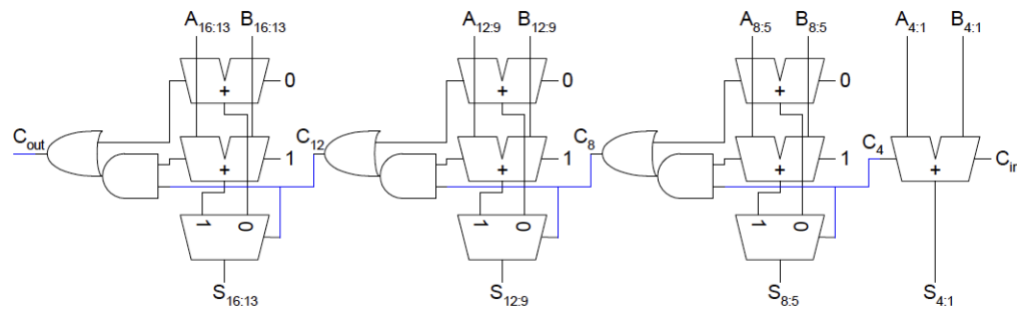 A16:13 B16:13 A12:9 B12:9 A8:5 B8:5 A4:1 B4:1
0 0 0
Cout C12 C8 C4
1 1 1 Cin
+ + +
+ + + +
1 0 1 0 1 0
S16:13 S12:9 S8:5 S4:1